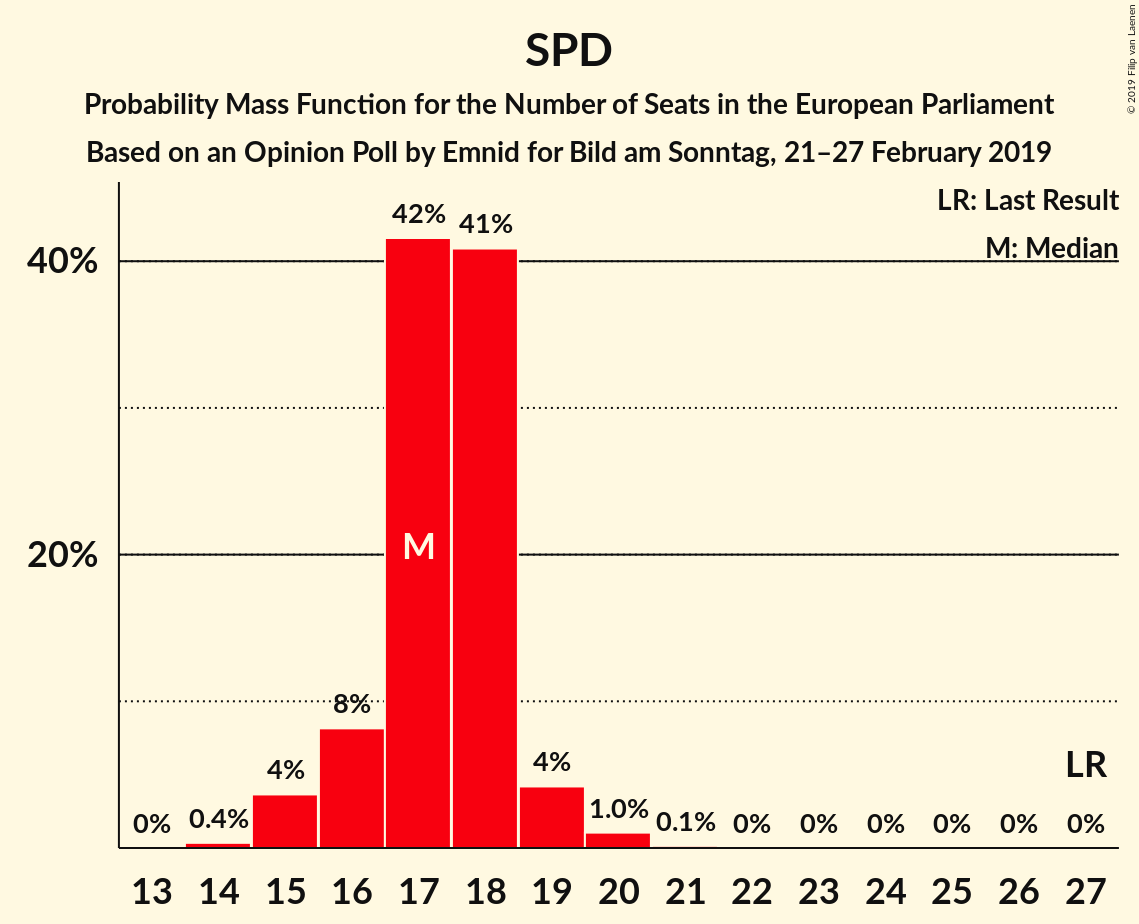 SPD
Probability Mass Function for the Number of Seats in the European Parliament
Based on an Opinion Poll by Emnid for Bild am Sonntag, 21–27 February 2019
© 2019 Filip van Laenen
LR: Last Result
M: Median
40%
20%
0%
0.4%
4%
8%
42%
41%
4%
1.0%
0.1%
0%
0%
0%
0%
0%
0%
M
LR
13 14 15 16 17 18 19 20 21 22 23 24 25 26 27